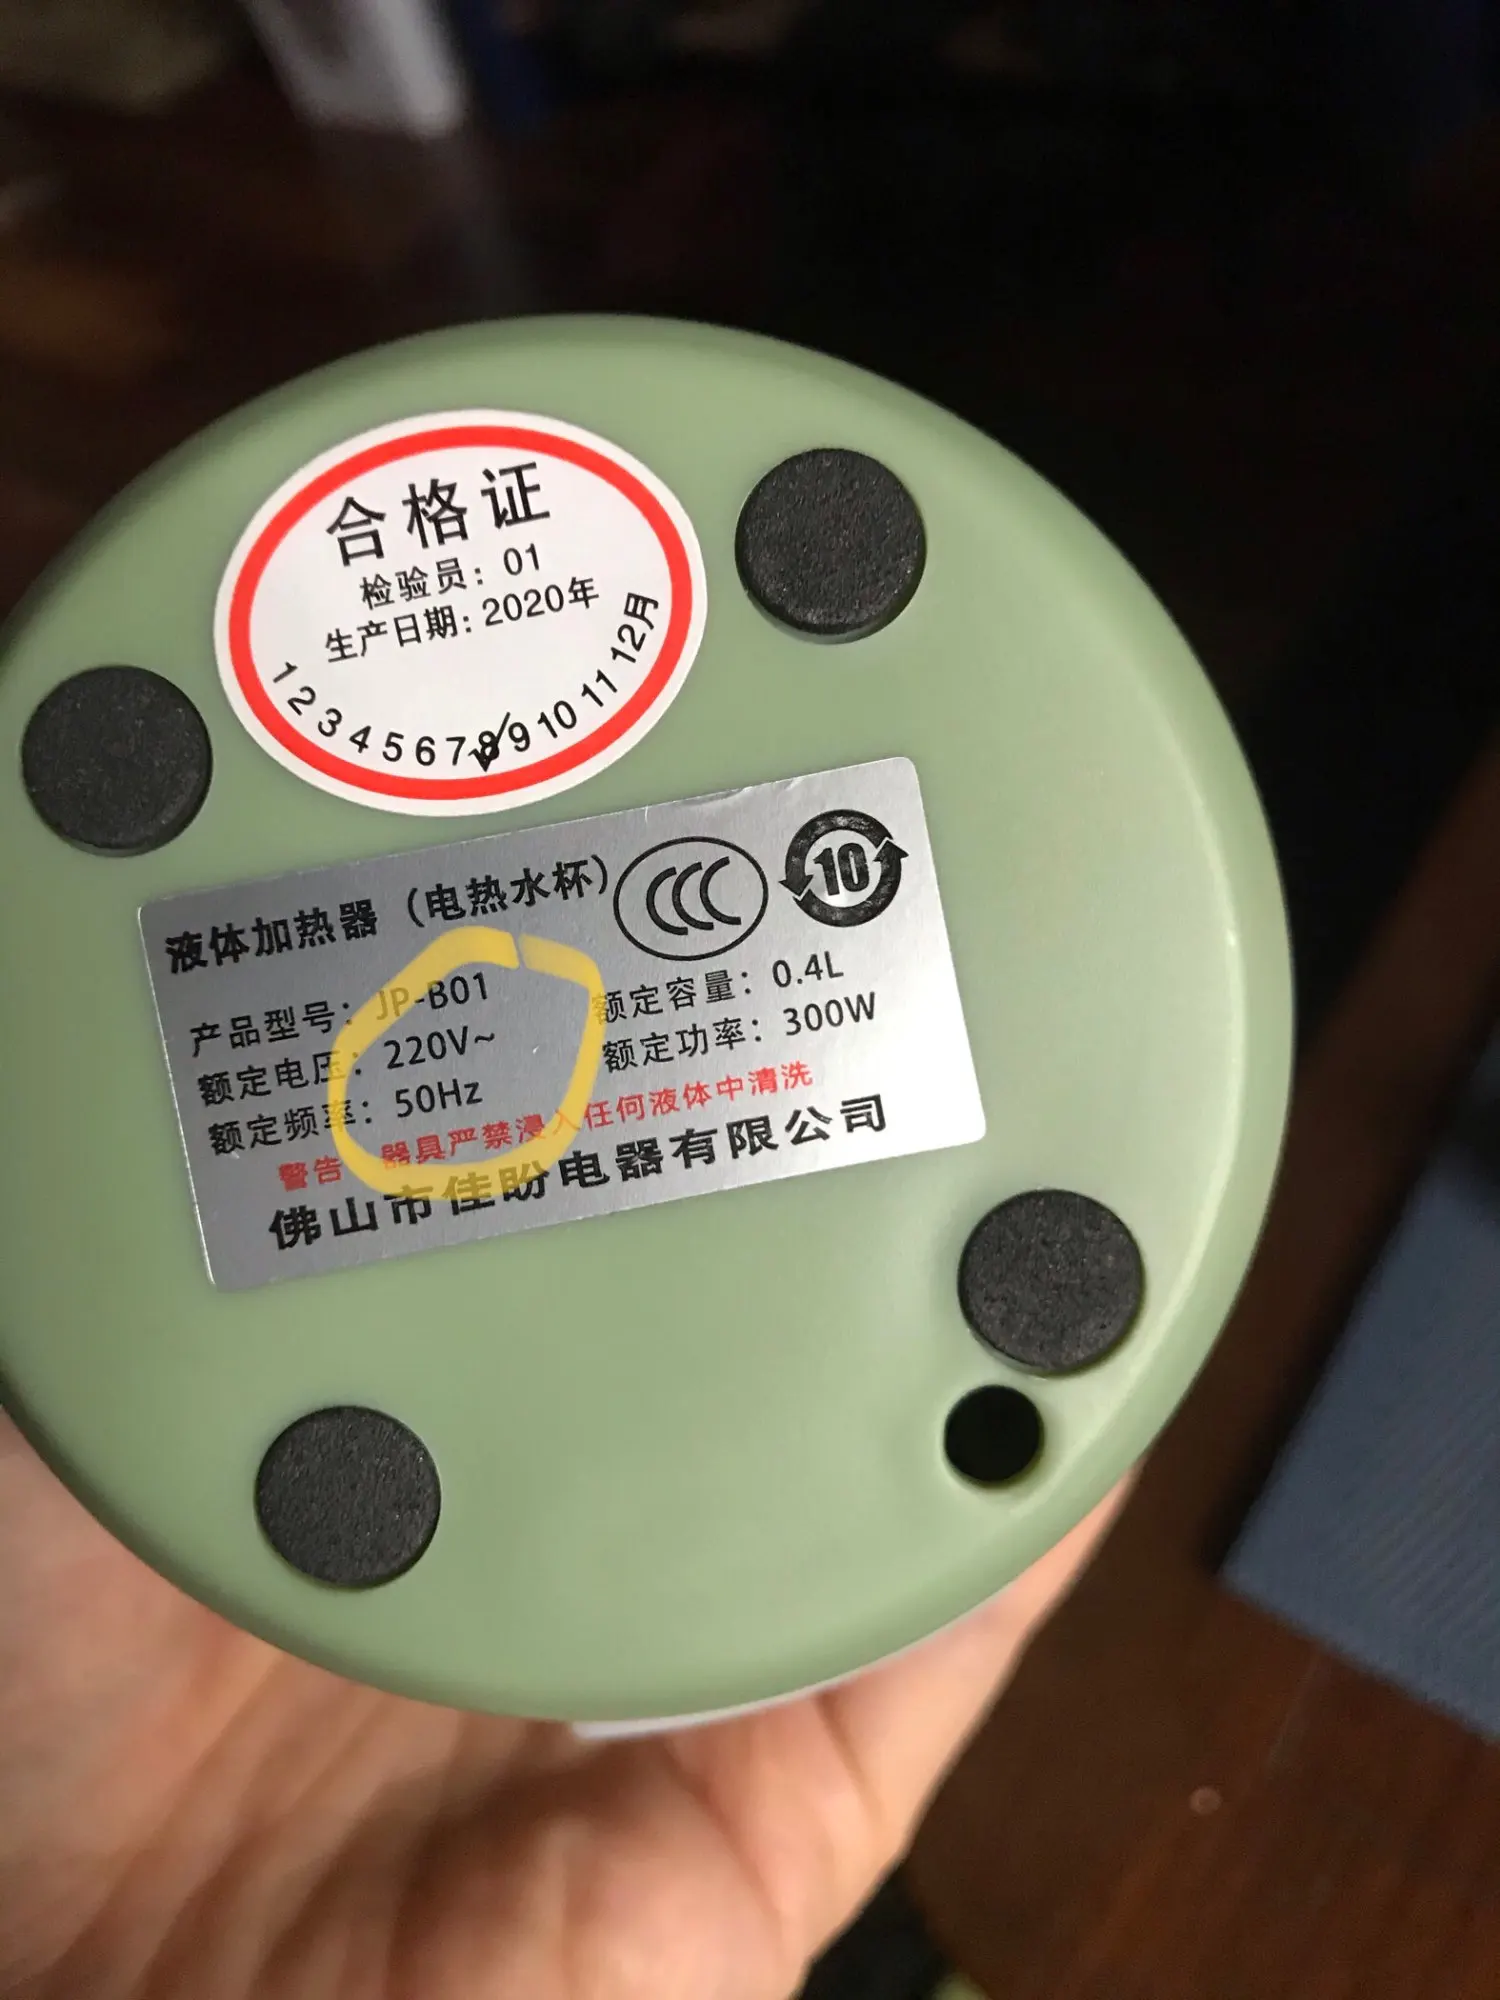 合格证
检验员：01
生产日期：2020年
1 2 3 4 5 6 7 8 9 10 11 12月
液体加热器（电热水杯）
CCC
10
产品型号：JP-B01
额定容量：0.4L
额定电压：220V~
额定功率：300W
额定频率：50Hz
警告：器具严禁浸入任何液体中清洗
佛山市佳盼电器有限公司